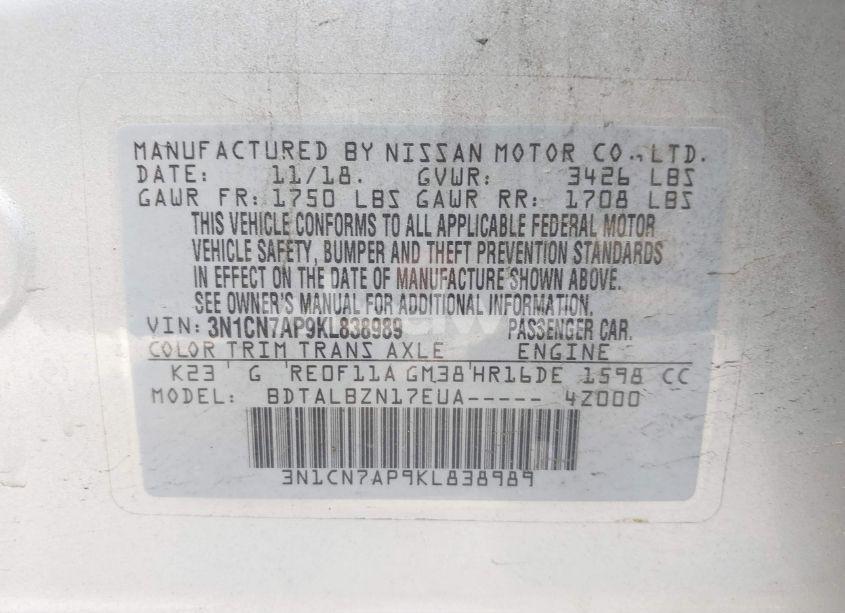 MANUFACTURED BY NISSAN MOTOR CO., LTD.
DATE: 11/18. GVWR: 3426 LBS
GAWR FR: 1750 LBS GAWR RR: 1708 LBS
THIS VEHICLE CONFORMS TO ALL APPLICABLE FEDERAL MOTOR
VEHICLE SAFETY, BUMPER AND THEFT PREVENTION STANDARDS
IN EFFECT ON THE DATE OF MANUFACTURE SHOWN ABOVE.
SEE OWNER'S MANUAL FOR ADDITIONAL INFORMATION.
VIN: 3N1CN7AP9KL838989 PASSENGER CAR.
COLOR TRIM TRANS AXLE ENGINE
K23 G RE0F11A GM38 HR16DE 1598 CC
MODEL: BDTALBZN17EUA----- 4Z000
3N1CN7AP9KL838989